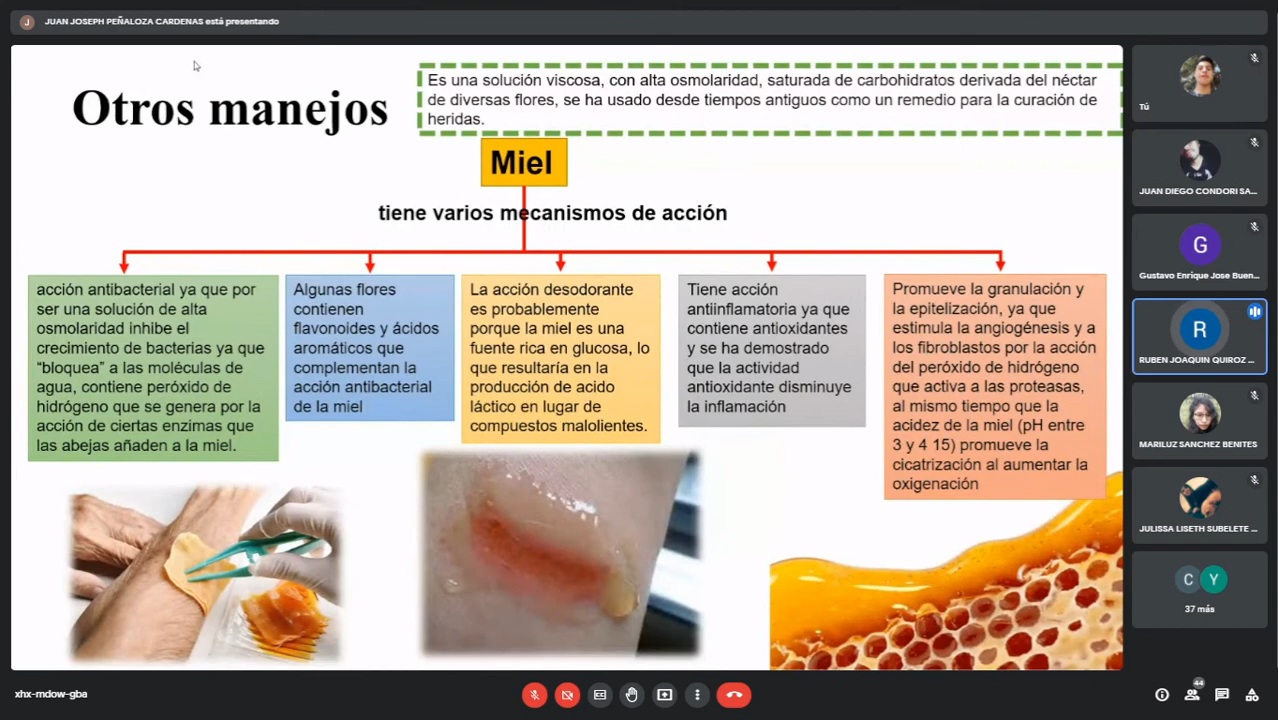 J
JUAN JOSEPH PEÑALOZA CARDENAS está presentando
Otros manejos
Es una solución viscosa, con alta osmolaridad, saturada de carbohidratos derivada del néctar
de diversas flores, se ha usado desde tiempos antiguos como un remedio para la curación de
heridas.
Miel
tiene varios mecanismos de acción
acción antibacterial ya que por
ser una solución de alta
osmolaridad inhibe el
crecimiento de bacterias ya que
“bloquea” a las moléculas de
agua, contiene peróxido de
hidrógeno que se genera por la
acción de ciertas enzimas que
las abejas añaden a la miel.
Algunas flores
contienen
flavonoides y ácidos
aromáticos que
complementan la
acción antibacterial
de la miel
La acción desodorante
es probablemente
porque la miel es una
fuente rica en glucosa, lo
que resultaría en la
producción de acido
láctico en lugar de
compuestos malolientes.
Tiene acción
antiinflamatoria ya que
contiene antioxidantes
y se ha demostrado
que la actividad
antioxidante disminuye
la inflamación
Promueve la granulación y
la epitelización, ya que
estimula la angiogénesis y a
los fibroblastos por la acción
del peróxido de hidrógeno
que activa a las proteasas,
al mismo tiempo que la
acidez de la miel (pH entre
3 y 4 15) promueve la
cicatrización al aumentar la
oxigenación
Tú
JUAN DIEGO CONDORI SA...
G
Gustavo Enrique Jose Buen...
R
RUBEN JOAQUIN QUIROZ ...
MARILUZ SANCHEZ BENITES
JULISSA LISETH SUBELETE ...
C Y
37 más
xhx-mdow-gba
44